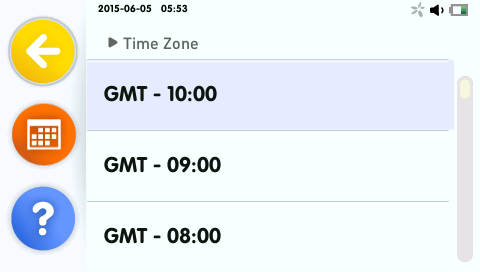 2015-06-05 05:53
Time Zone
GMT - 10:00
GMT - 09:00
GMT - 08:00
?